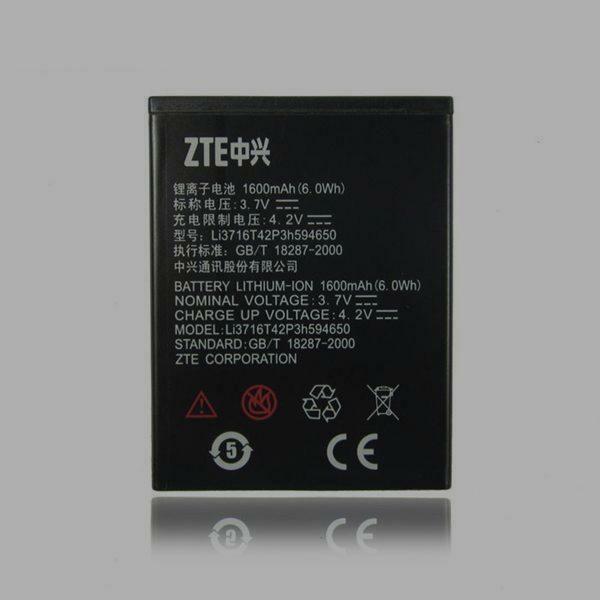 ZTE中兴
锂离子电池 1600mAh(6.0Wh)
标称电压: 3.7V
充电限制电压: 4.2V
型号: Li3716T42P3h594650
执行标准: GB/T 18287-2000
中兴通讯股份有限公司
BATTERY LITHIUM-ION 1600mAh(6.0Wh)
NOMINAL VOLTAGE: 3.7V
CHARGE UP VOLTAGE: 4.2V
MODEL:Li3716T42P3h594650
STANDARD:GB/T 18287-2000
ZTE CORPORATION
5 CE